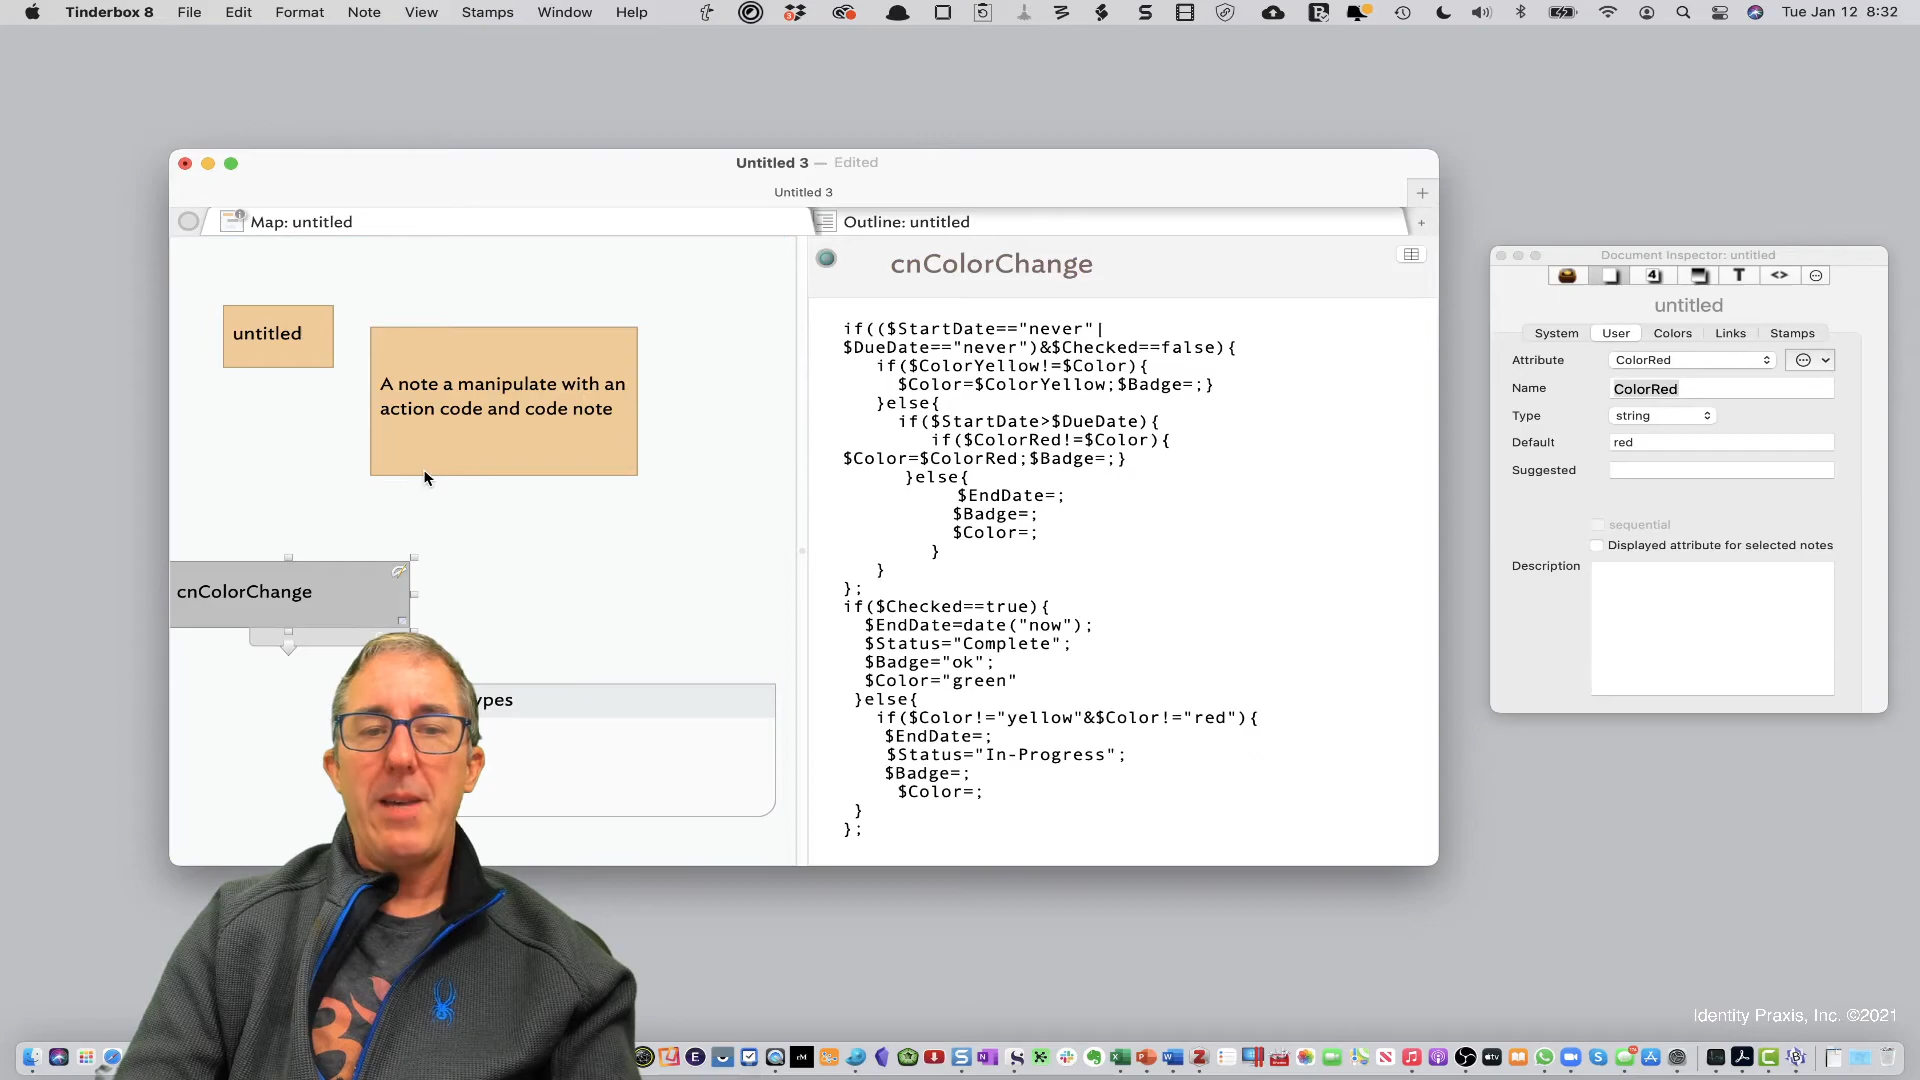 Tinderbox 8 File Edit Format Note View Stamps Window Help
Tue Jan 12 8:32
Untitled 3 — Edited
Untitled 3
Map: untitled
Outline: untitled
untitled
A note a manipulate with an
action code and code note
cnColorChange
ypes
cnColorChange
if(($StartDate=="never"|
$DueDate=="never")&$Checked==false){
if($ColorYellow!=$Color){
$Color=$ColorYellow;$Badge=;}
}else{
if($StartDate>$DueDate){
if($ColorRed!=$Color){
$Color=$ColorRed;$Badge=;}
}else{
$EndDate=;
$Badge=;
$Color=;
}
}
};
if($Checked==true){
$EndDate=date("now");
$Status="Complete";
$Badge="ok";
$Color="green"
}else{
if($Color!="yellow"&$Color!="red"){
$EndDate=;
$Status="In-Progress";
$Badge=;
$Color=;
}
};
Document Inspector: untitled
untitled
System User Colors Links Stamps
Attribute ColorRed
Name ColorRed
Type string
Default red
Suggested
sequential
Displayed attribute for selected notes
Description
Identity Praxis, Inc. ©2021